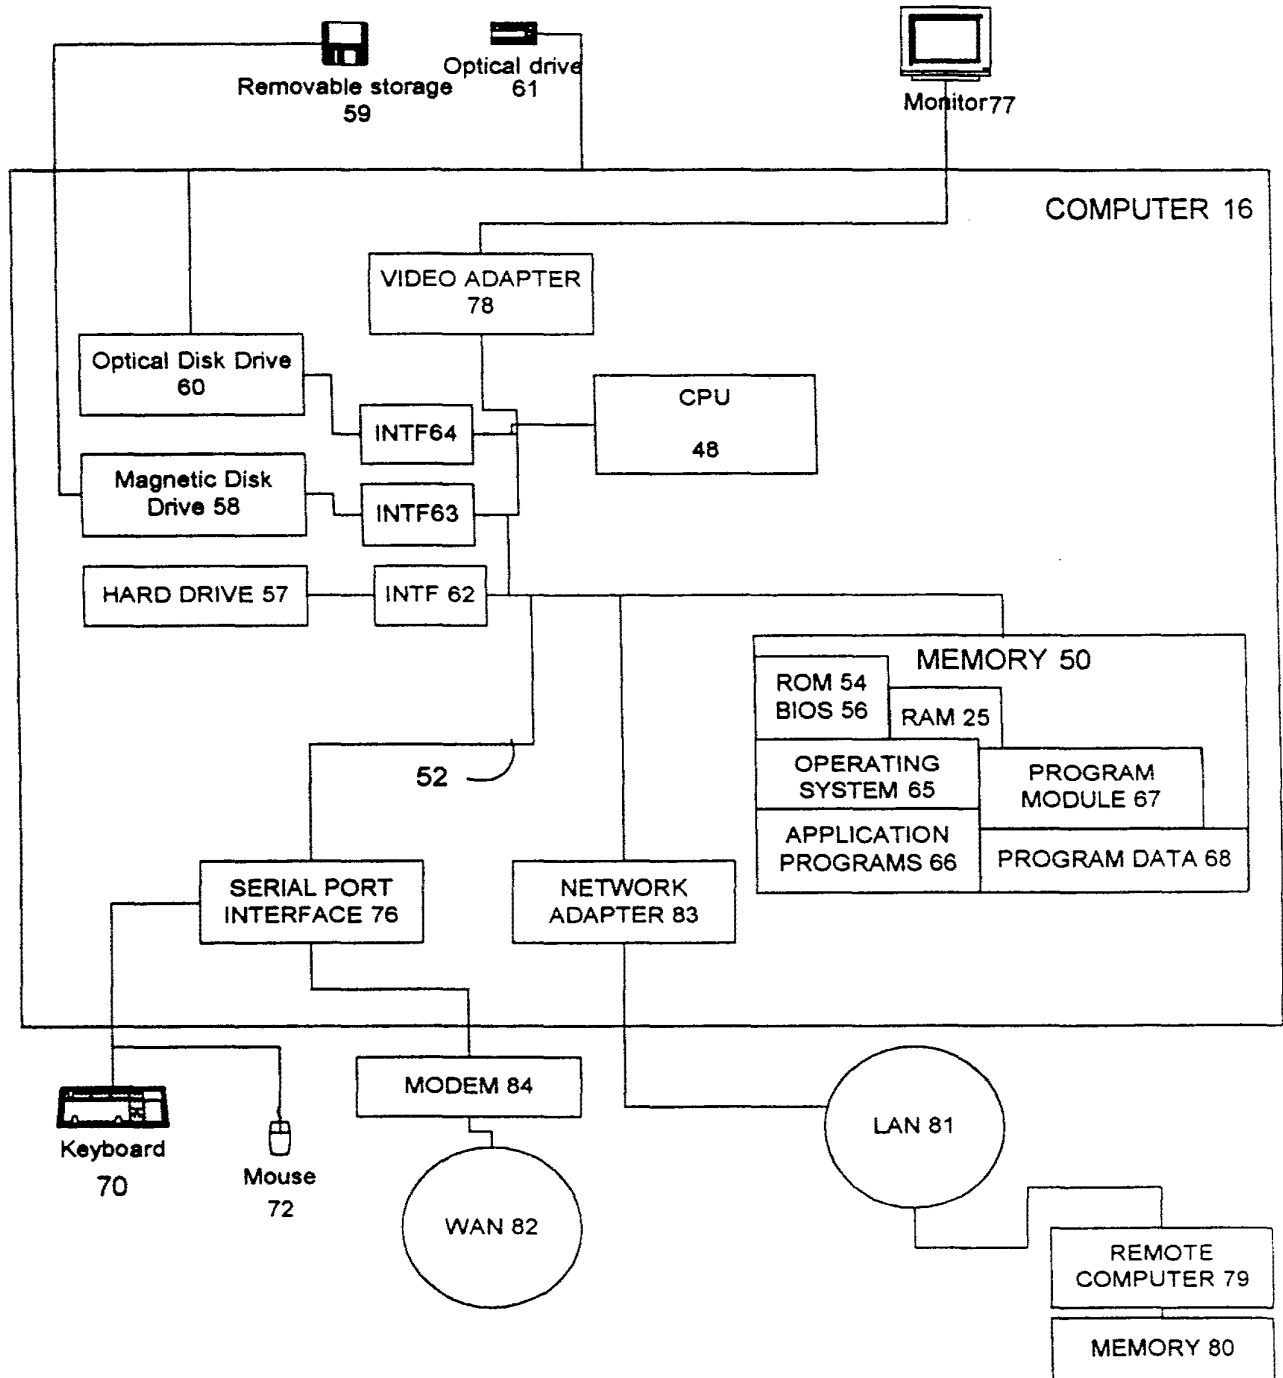 Removable storage
59
Optical drive
61
Monitor77
COMPUTER 16
VIDEO ADAPTER
78
Optical Disk Drive
60
INTF64
CPU
48
Magnetic Disk
Drive 58
INTF63
HARD DRIVE 57
INTF 62
MEMORY 50
ROM 54
BIOS 56
RAM 25
OPERATING
SYSTEM 65
PROGRAM
MODULE 67
APPLICATION
PROGRAMS 66
PROGRAM DATA 68
52
SERIAL PORT
INTERFACE 76
NETWORK
ADAPTER 83
MODEM 84
LAN 81
Keyboard
70
Mouse
72
WAN 82
REMOTE
COMPUTER 79
MEMORY 80